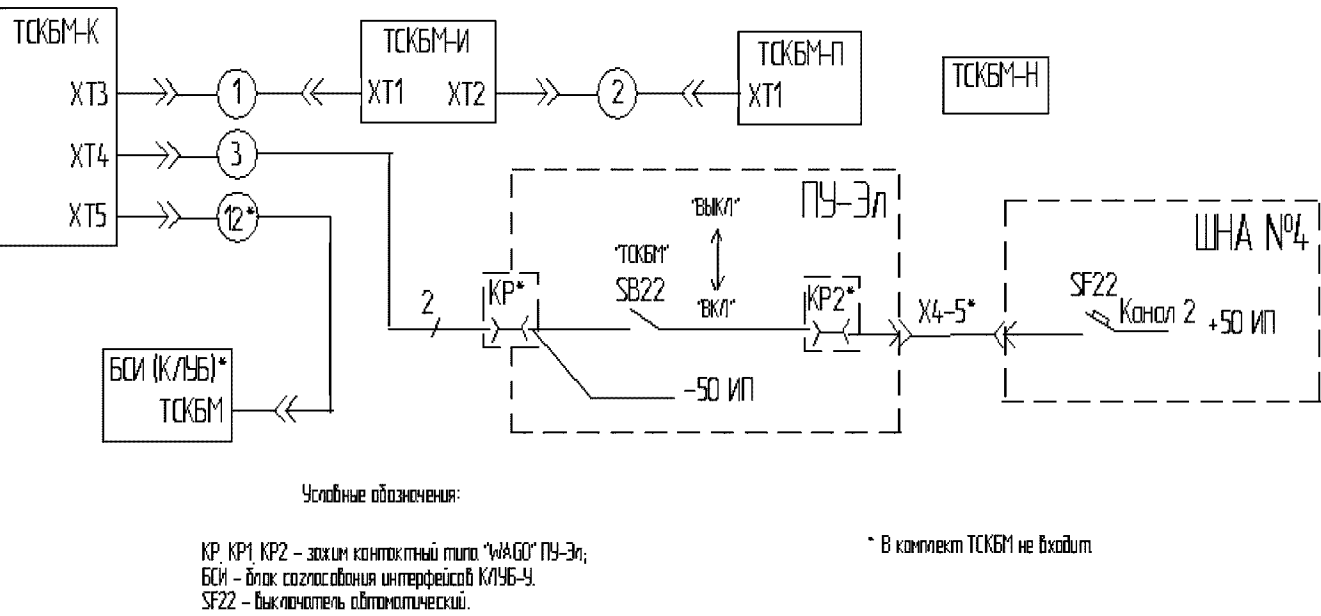 ТСКБМ-К
ТСКБМ-И
ТСКБМ-П
ТСКБМ-Н
ХТ3
1
ХТ1
ХТ2
2
ХТ1
ХТ4
3
ХТ5
12*
ПУ-Эл
ШНА №4
"ВЫКЛ"
"ТСКБМ"
SB22
"ВКЛ"
2
КР*
КР2*
Х4-5*
SF22
Канал 2
+50 ИП
-50 ИП
БСИ (КЛУБ)*
ТСКБМ
Условные обозначения:
КР, КР1, КР2 – зажим контактный типа "WAGO" ПУ-Эл;
БСИ – блок согласования интерфейсов КЛУБ-У.
SF22 – выключатель автоматический.
* В комплект ТСКБМ не входит.